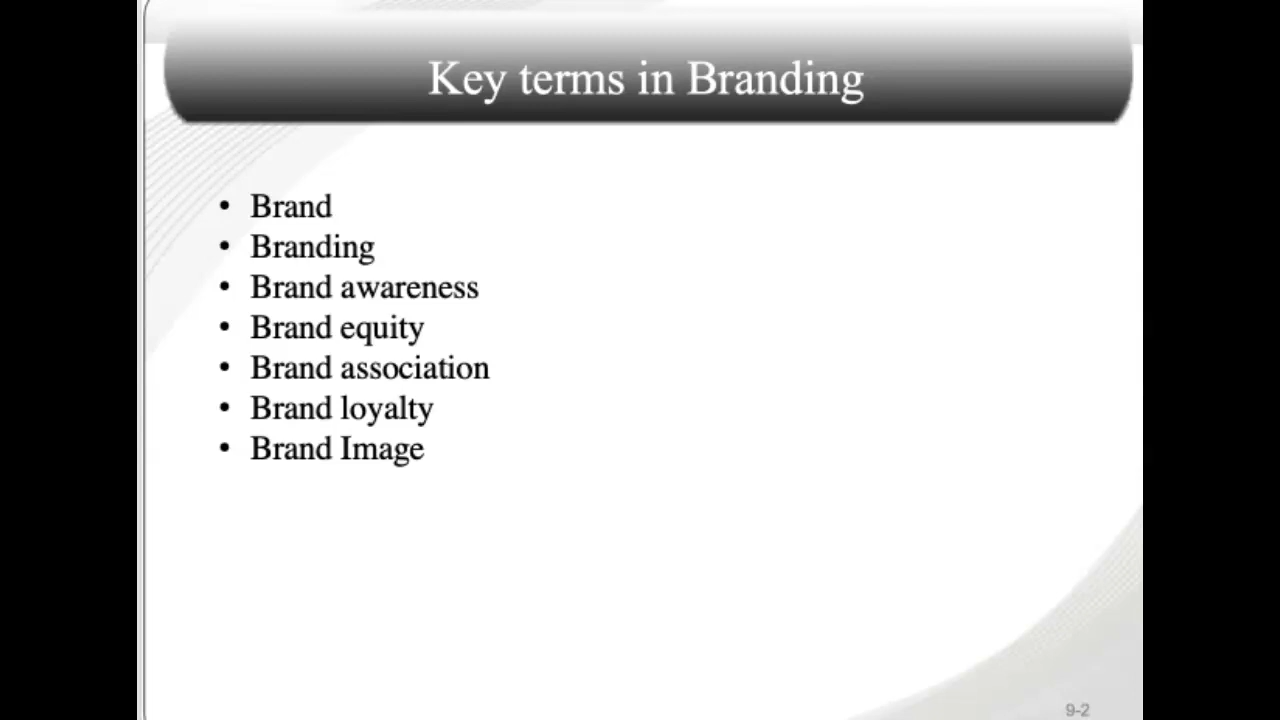 Key terms in Branding
• Brand
• Branding
• Brand awareness
• Brand equity
• Brand association
• Brand loyalty
• Brand Image
9-2